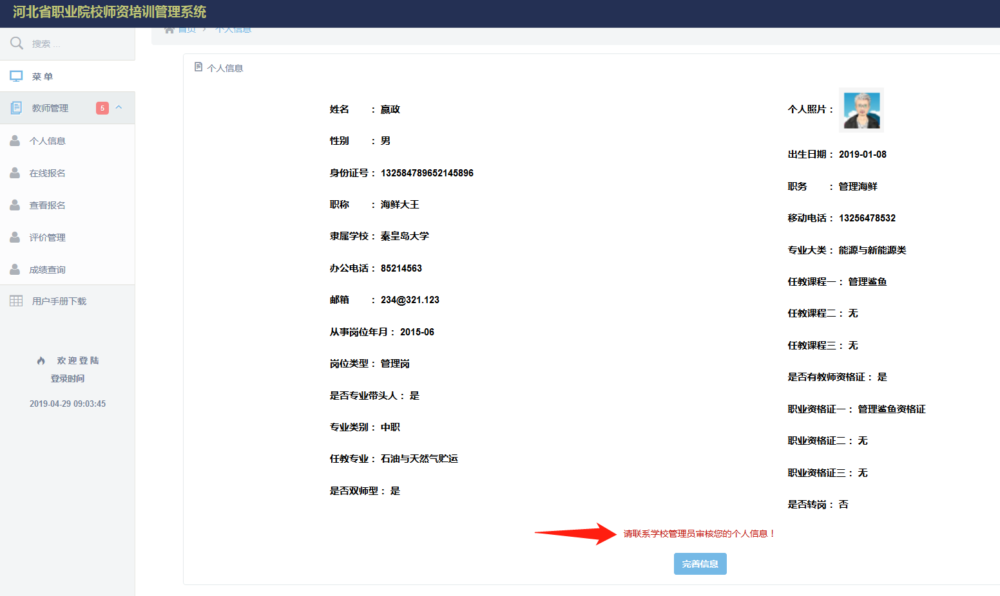 河北省职业院校师资培训管理系统
首页 > 个人信息
搜索 ...
菜 单
教师管理 5
个人信息
在线报名
查看报名
评价管理
成绩查询
用户手册下载
欢 迎 登 陆
登录时间
2019-04-29 09:03:45
个人信息
姓名 ： 嬴政
性别 ： 男
身份证号： 132584789652145896
职称 ： 海鲜大王
隶属学校： 秦皇岛大学
办公电话： 85214563
邮箱 ： 234@321.123
从事岗位年月： 2015-06
岗位类型： 管理岗
是否专业带头人： 是
专业类别： 中职
任教专业： 石油与天然气贮运
是否双师型： 是
个人照片：
出生日期： 2019-01-08
职务 ： 管理海鲜
移动电话： 13256478532
专业大类： 能源与新能源类
任教课程一： 管理鲨鱼
任教课程二： 无
任教课程三： 无
是否有教师资格证： 是
职业资格证一： 管理鲨鱼资格证
职业资格证二： 无
职业资格证三： 无
是否转岗： 否
请联系学校管理员审核您的个人信息！
完善信息